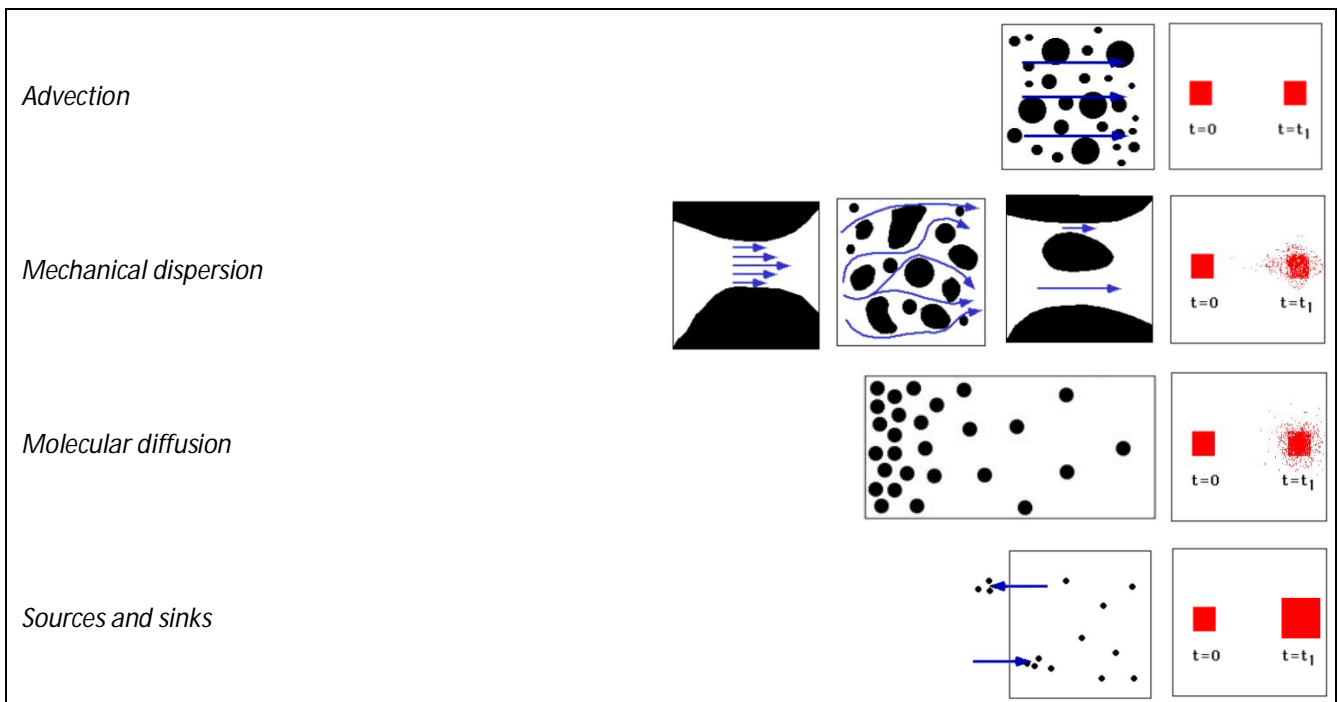 Advection
t=0 t=t1
Mechanical dispersion
t=0 t=t1
Molecular diffusion
t=0 t=t1
Sources and sinks
t=0 t=t1